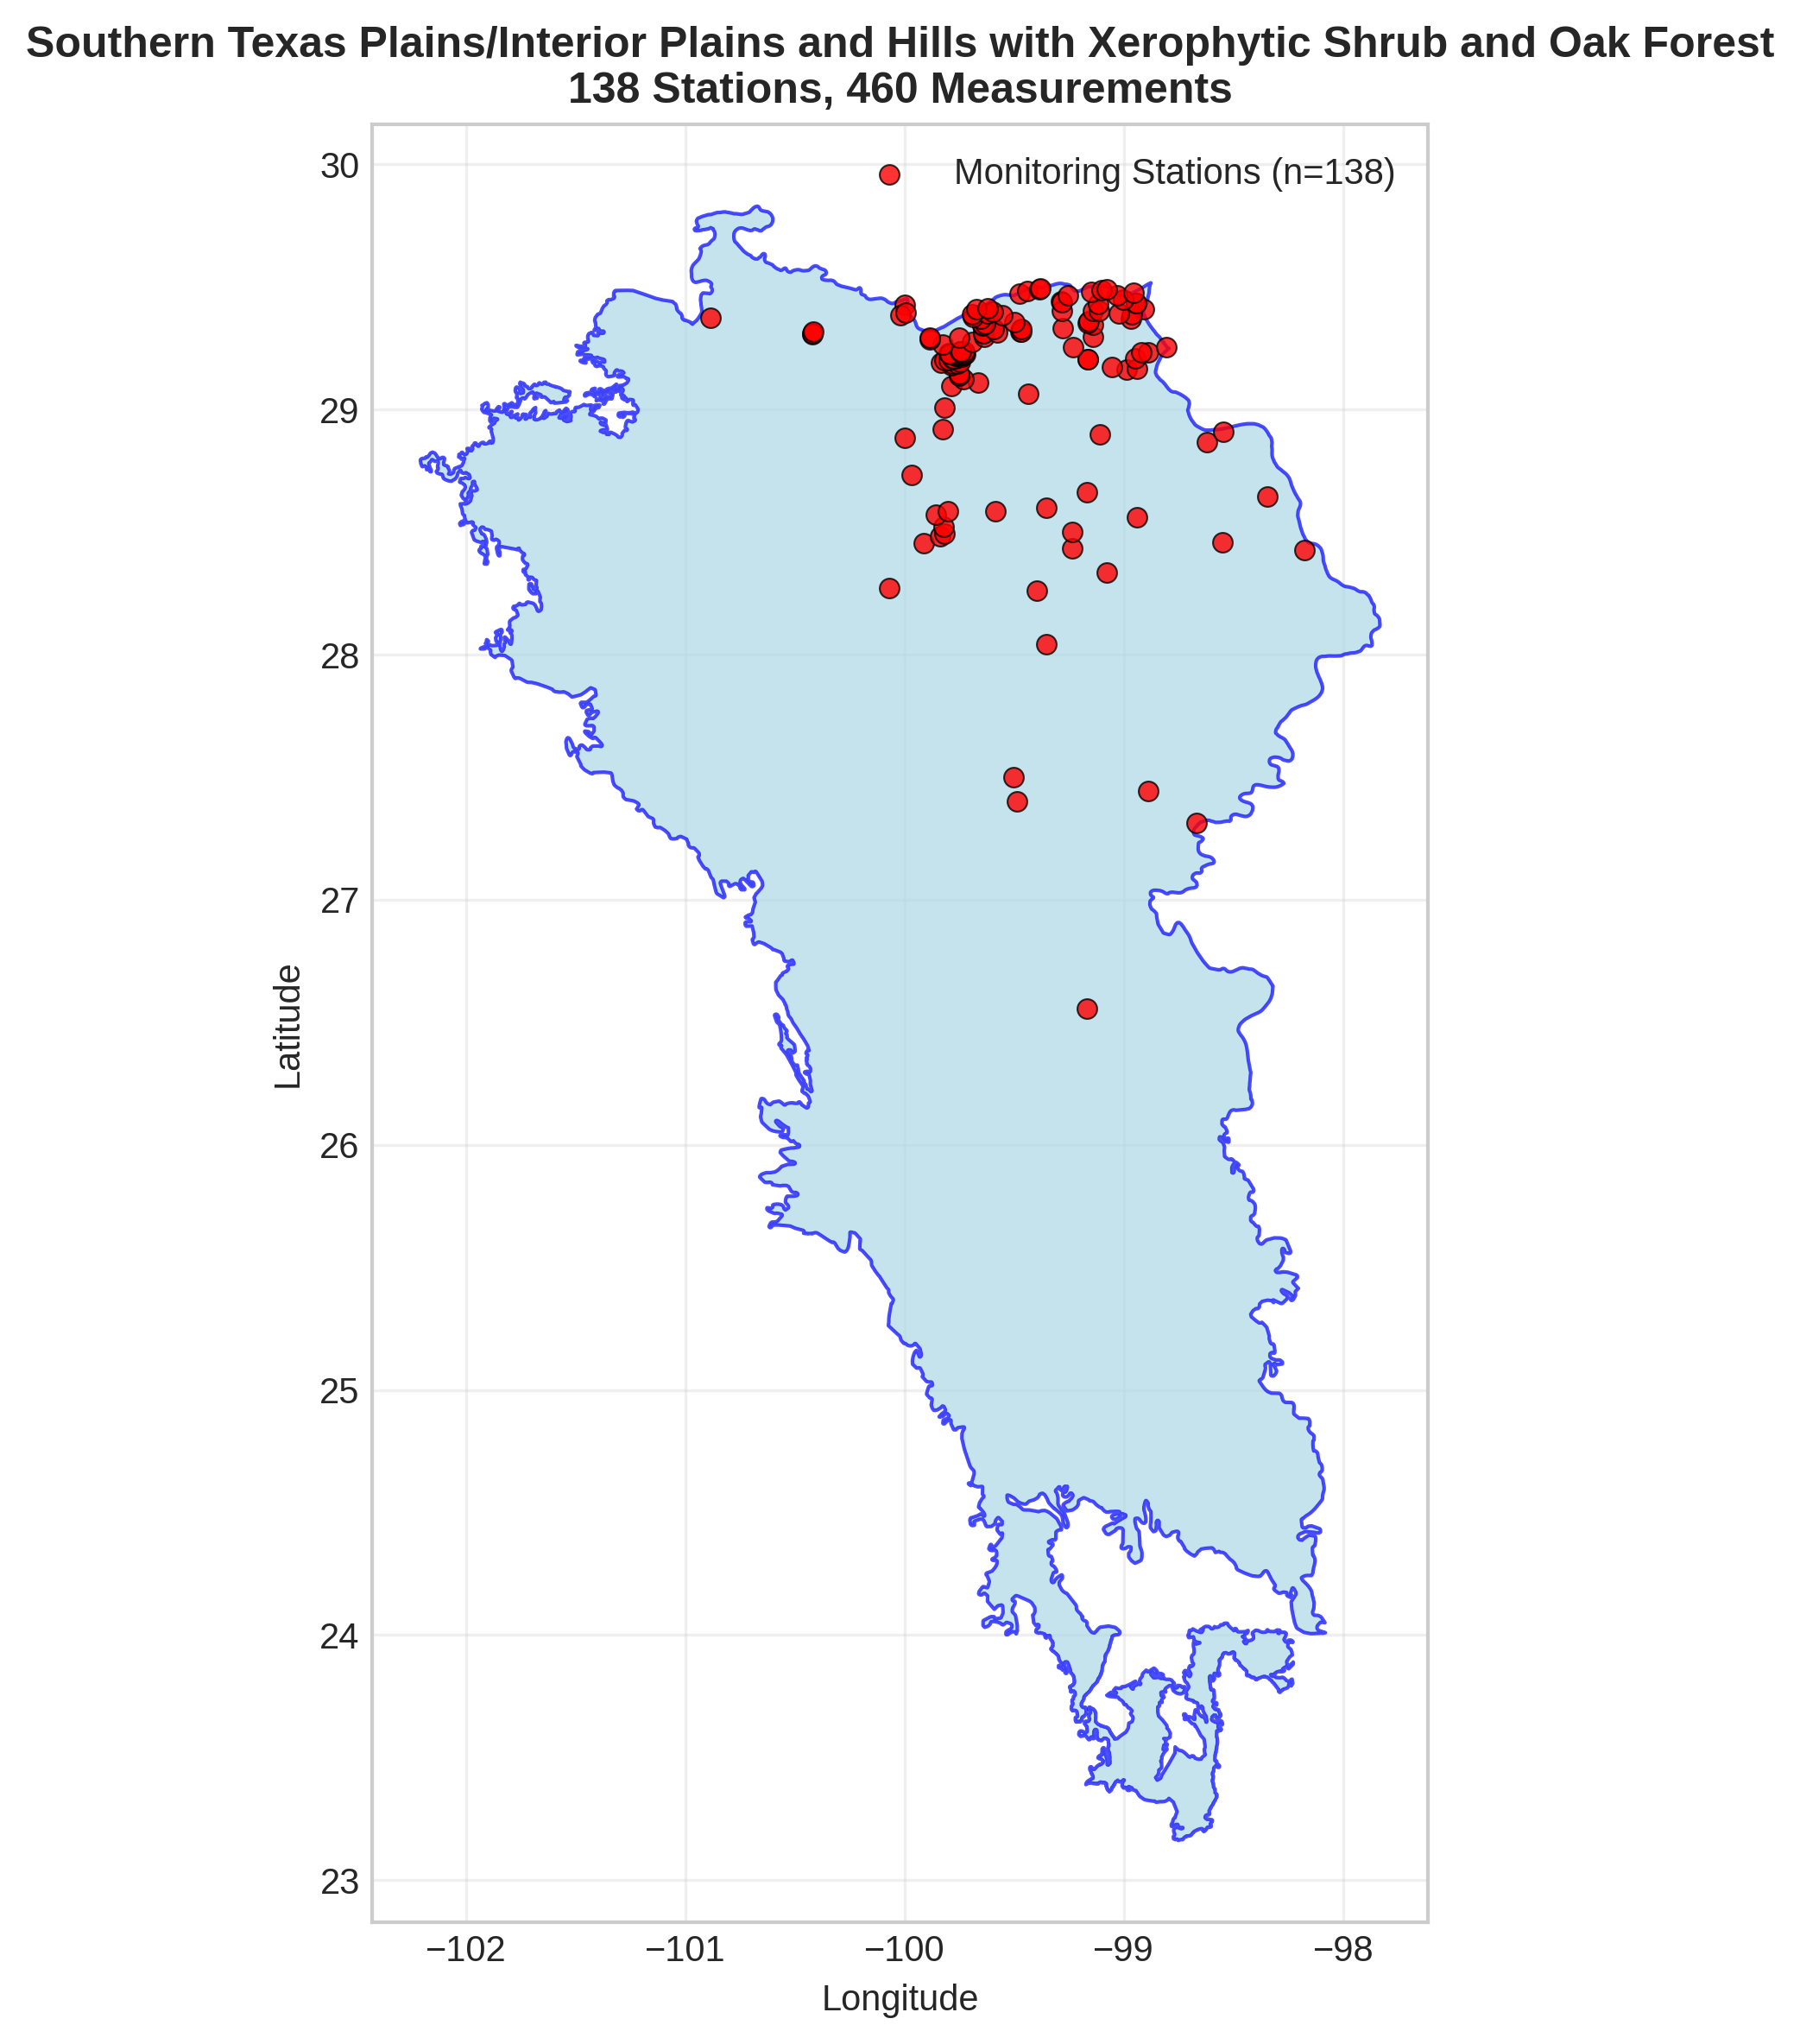 Southern Texas Plains/Interior Plains and Hills with Xerophytic Shrub and Oak Forest
138 Stations, 460 Measurements
Monitoring Stations (n=138)
30
29
28
27
26
25
24
23
Latitude
−102
−101
−100
−99
−98
Longitude